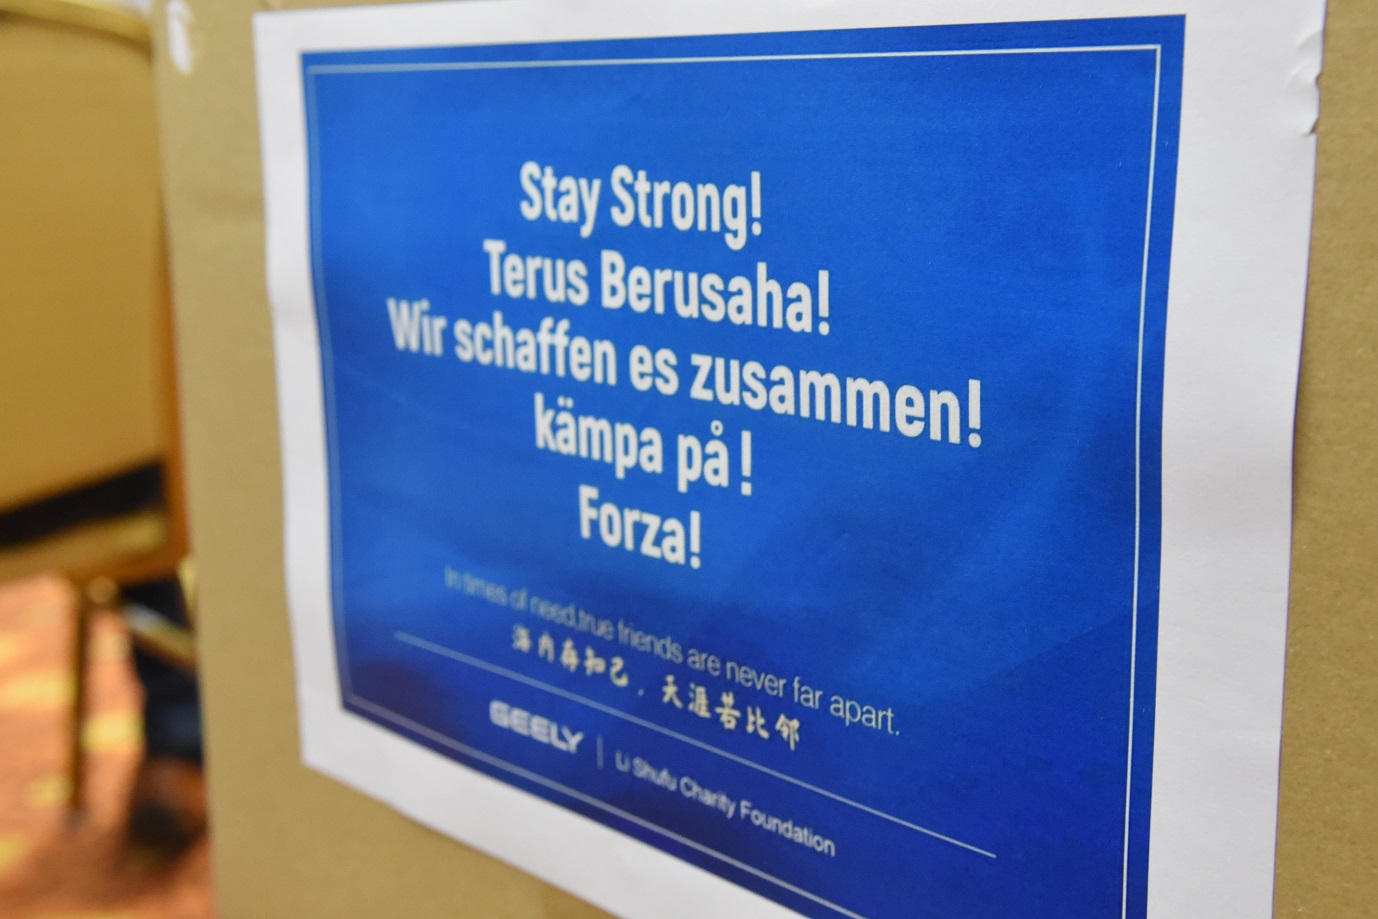 Stay Strong!
Terus Berusaha!
Wir schaffen es zusammen!
kämpa på !
Forza!
In times of need,true friends are never far apart.
海内存知己，天涯若比邻
GEELY | Li Shufu Charity Foundation